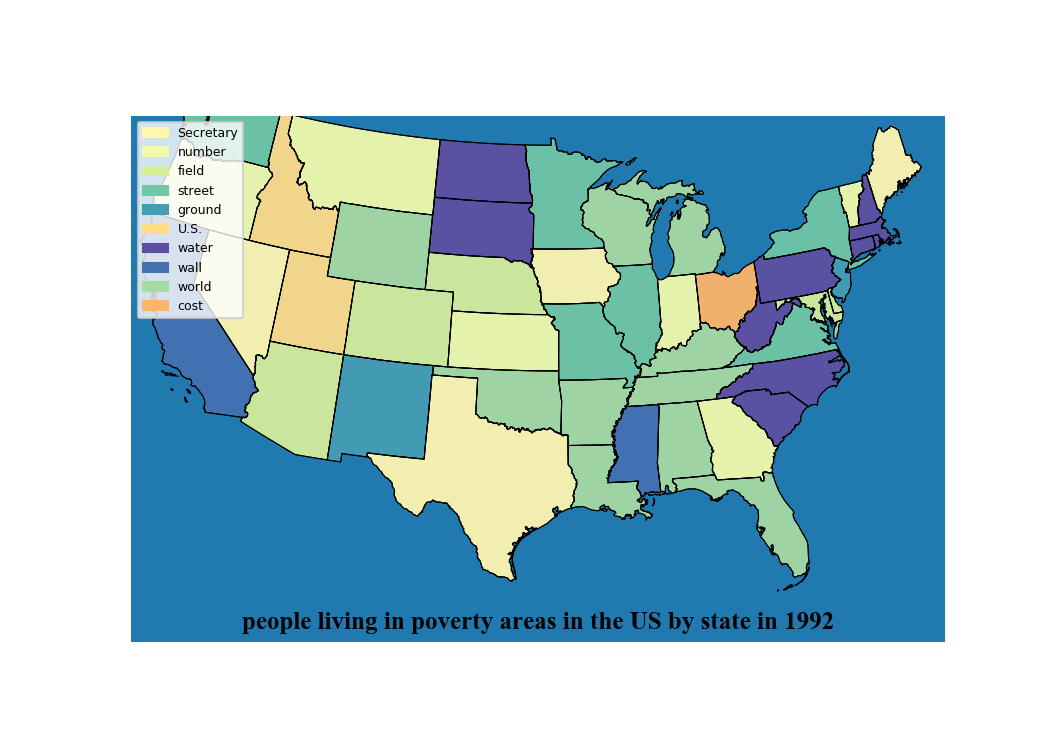 Secretary
number
field
street
ground
U.S.
water
wall
world
cost
people living in poverty areas in the US by state in 1992